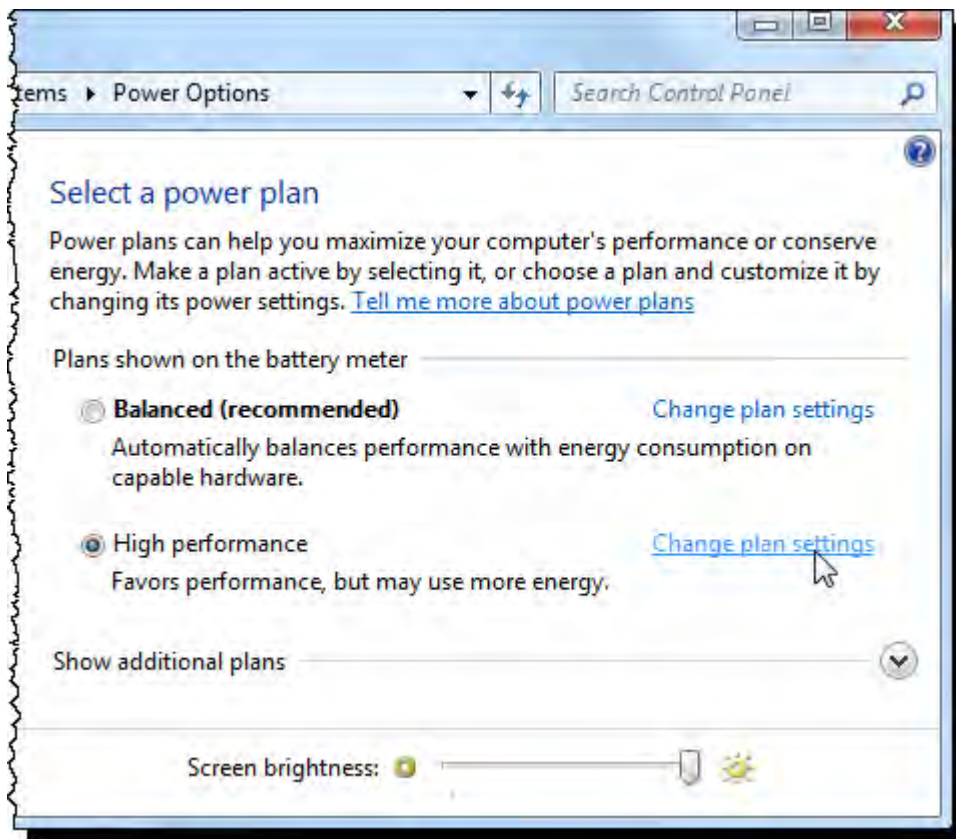 tems ▸ Power Options
Search Control Panel
Select a power plan
Power plans can help you maximize your computer's performance or conserve
energy. Make a plan active by selecting it, or choose a plan and customize it by
changing its power settings. Tell me more about power plans
Plans shown on the battery meter
Balanced (recommended) Change plan settings
Automatically balances performance with energy consumption on
capable hardware.
High performance Change plan settings
Favors performance, but may use more energy.
Show additional plans
Screen brightness: